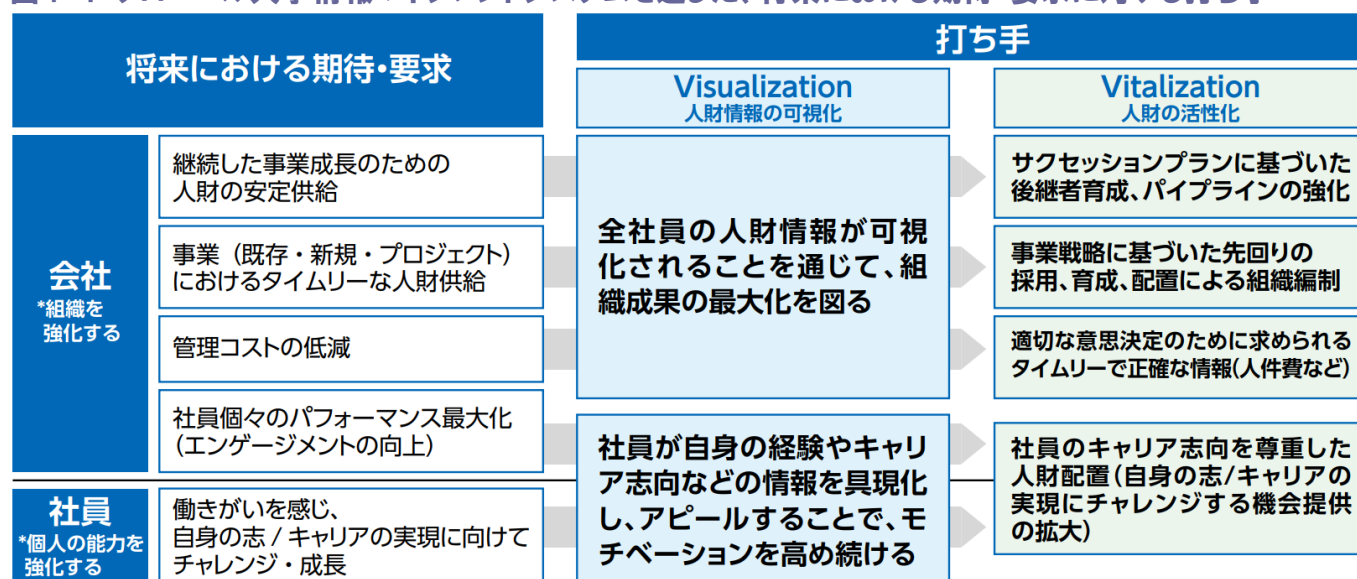 将来における期待・要求
打ち手
Visualization
人財情報の可視化
Vitalization
人財の活性化
会社
*組織を
強化する
継続した事業成長のための
人財の安定供給
事業（既存・新規・プロジェクト）
におけるタイムリーな人財供給
管理コストの低減
社員個々のパフォーマンス最大化
（エンゲージメントの向上）
全社員の人財情報が可視
化されることを通じて、組
織成果の最大化を図る
サクセッションプランに基づいた
後継者育成、パイプラインの強化
事業戦略に基づいた先回りの
採用、育成、配置による組織編制
適切な意思決定のために求められる
タイムリーで正確な情報(人件費など)
社員
*個人の能力を
強化する
働きがいを感じ、
自身の志 / キャリアの実現に向けて
チャレンジ・成長
社員が自身の経験やキャリ
ア志向などの情報を具現化
し、アピールすることで、モ
チベーションを高め続ける
社員のキャリア志向を尊重した
人財配置（自身の志/キャリアの
実現にチャレンジする機会提供
の拡大）